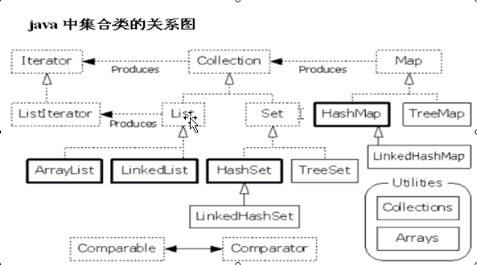 java 中集合类的关系图
Iterator
Produces
Collection
Produces
Map
ListIterator
Produces
List
Set
HashMap
TreeMap
ArrayList
LinkedList
HashSet
TreeSet
LinkedHashMap
LinkedHashSet
Utilities
Collections
Arrays
Comparable
Comparator